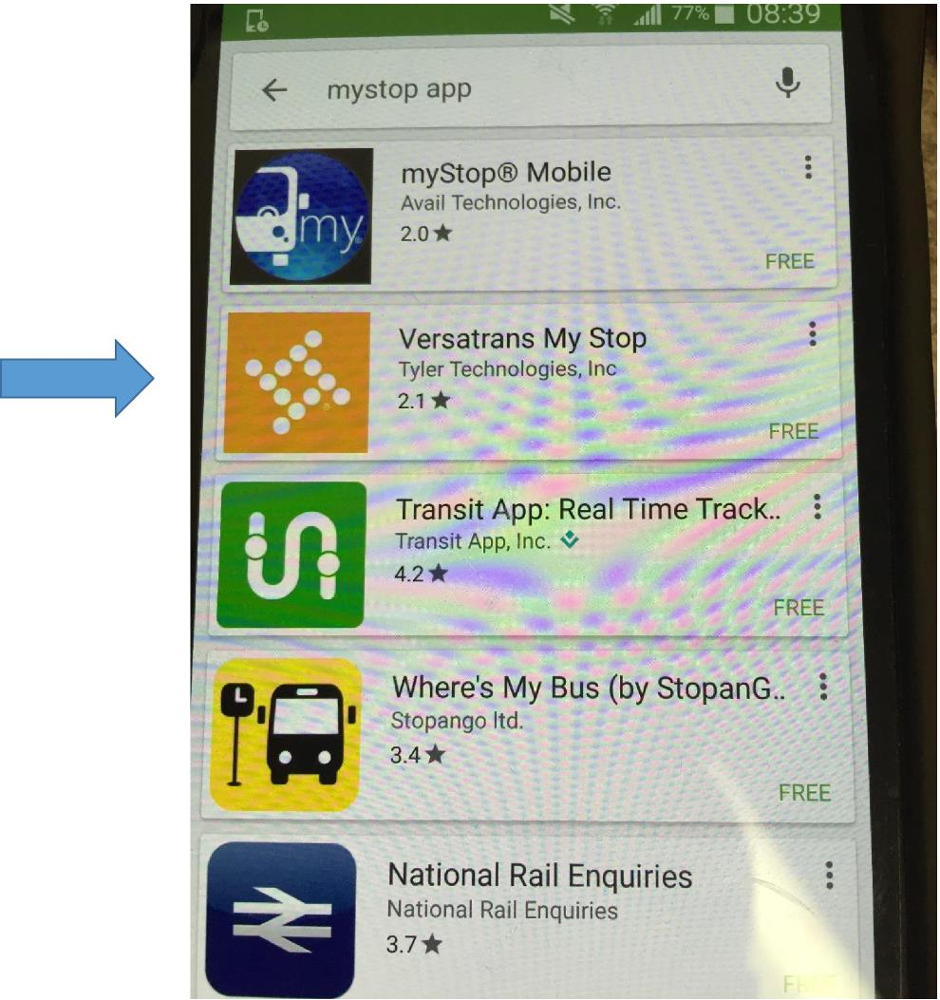 77% 08:39
mystop app
myStop® Mobile
Avail Technologies, Inc.
my
2.0★
FREE
Versatrans My Stop
Tyler Technologies, Inc
2.1★
FREE
Transit App: Real Time Track..
Transit App, Inc.
4.2★
FREE
Where's My Bus (by StopanG..
Stopango ltd.
3.4★
FREE
National Rail Enquiries
National Rail Enquiries
3.7★
FREE